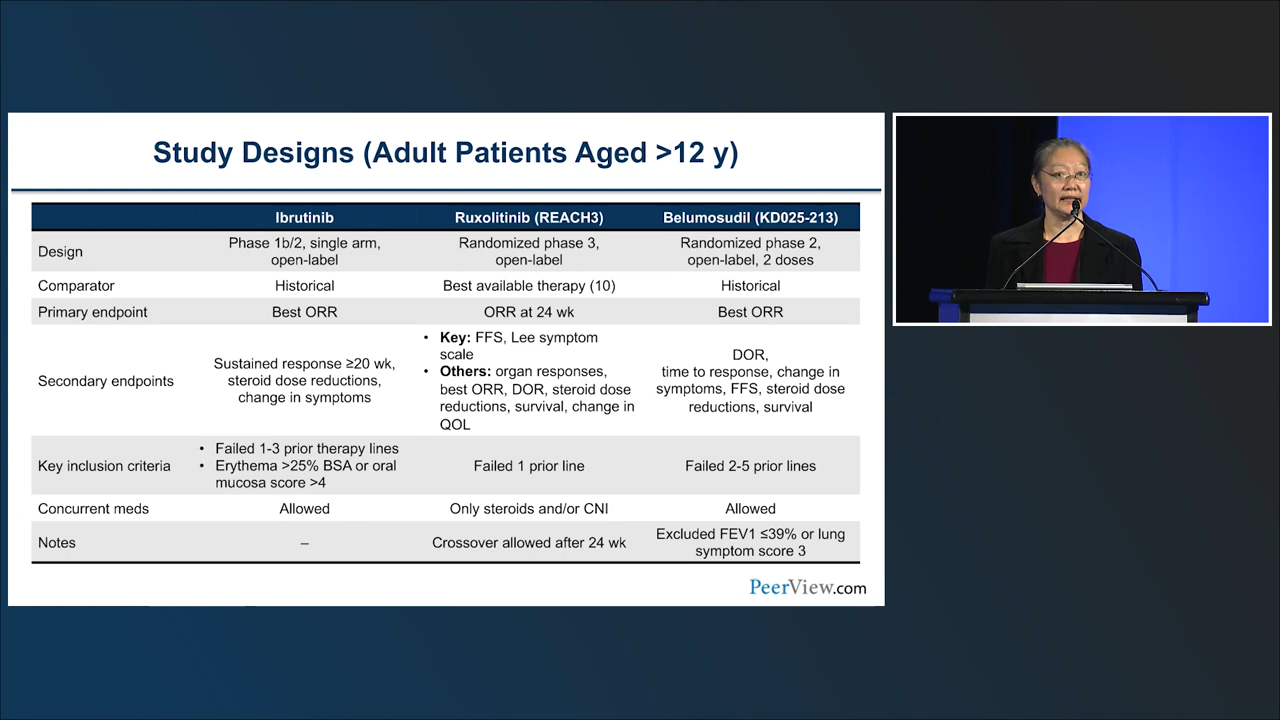 Study Designs (Adult Patients Aged >12 y)
Ibrutinib
Ruxolitinib (REACH3)
Belumosudil (KD025-213)
Design
Phase 1b/2, single arm,
open-label
Randomized phase 3,
open-label
Randomized phase 2,
open-label, 2 doses
Comparator
Historical
Best available therapy (10)
Historical
Primary endpoint
Best ORR
ORR at 24 wk
Best ORR
Secondary endpoints
Sustained response ≥20 wk,
steroid dose reductions,
change in symptoms
• Key: FFS, Lee symptom
scale
• Others: organ responses,
best ORR, DOR, steroid dose
reductions, survival, change in
QOL
DOR,
time to response, change in
symptoms, FFS, steroid dose
reductions, survival
Key inclusion criteria
• Failed 1-3 prior therapy lines
• Erythema >25% BSA or oral
mucosa score >4
Failed 1 prior line
Failed 2-5 prior lines
Concurrent meds
Allowed
Only steroids and/or CNI
Allowed
Notes
–
Crossover allowed after 24 wk
Excluded FEV1 ≤39% or lung
symptom score 3
PeerView.com